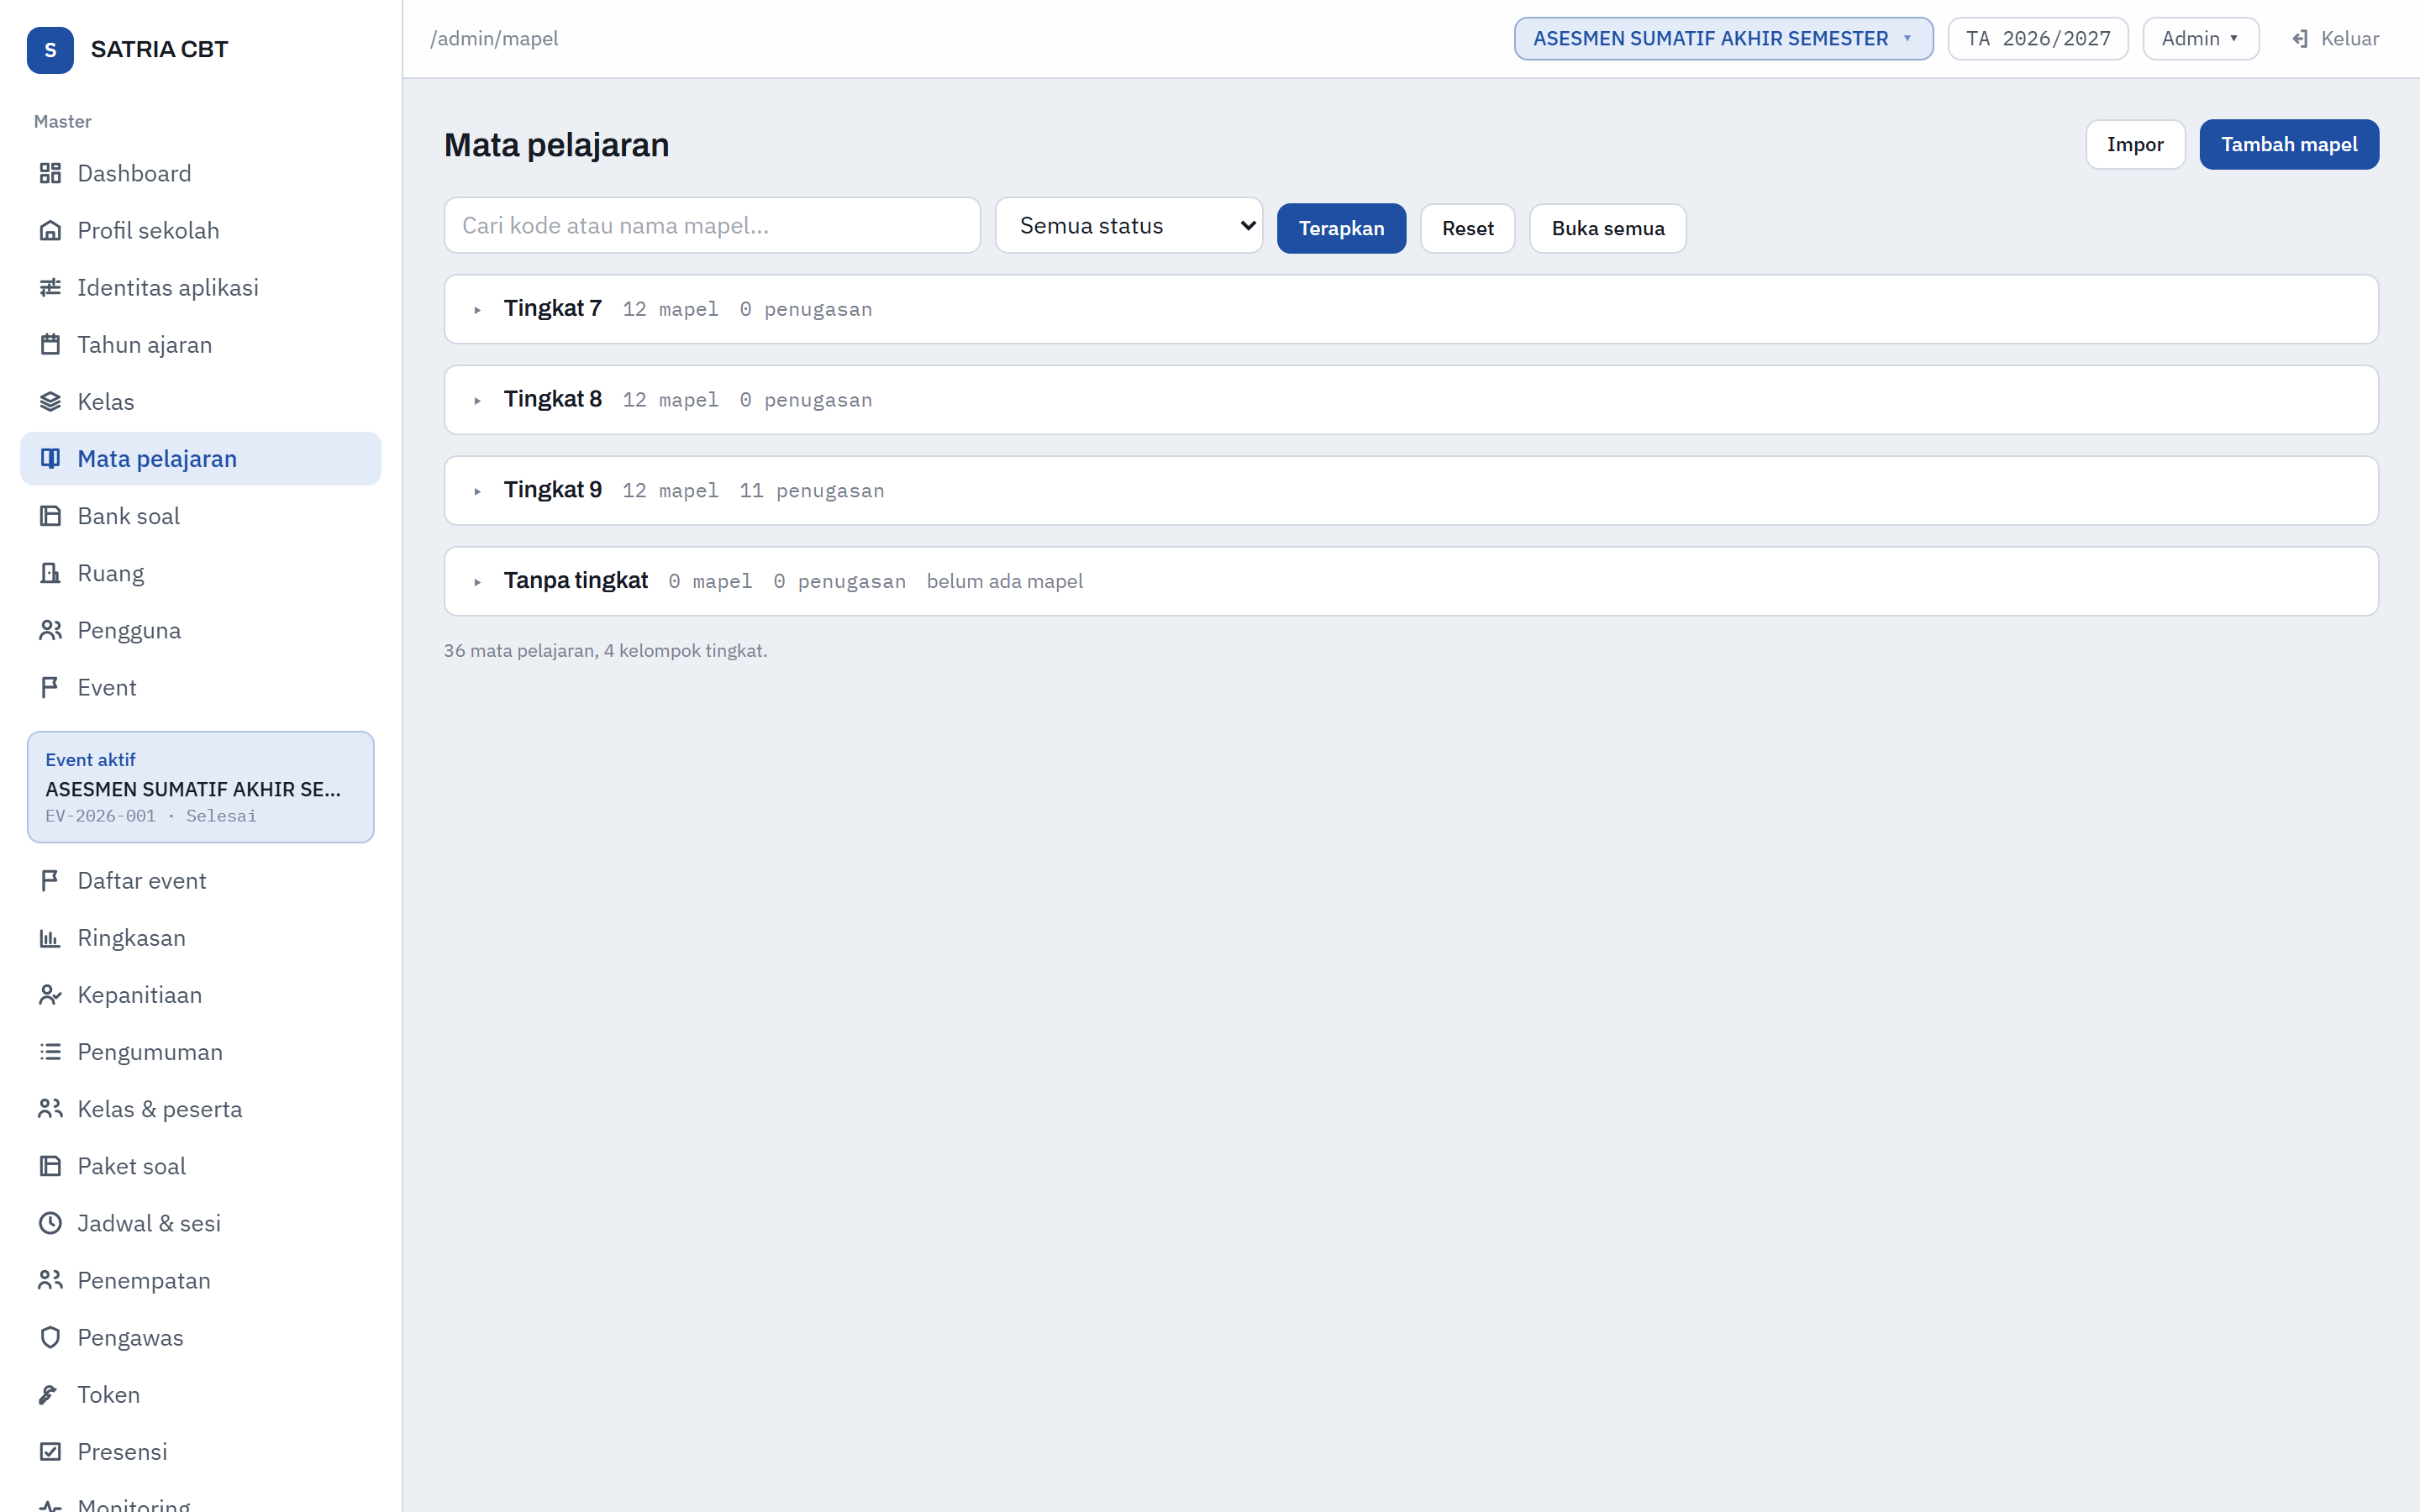 S SATRIA CBT
/admin/mapel
ASESMEN SUMATIF AKHIR SEMESTER
TA 2026/2027
Admin
Keluar
Master
Dashboard
Profil sekolah
Identitas aplikasi
Tahun ajaran
Kelas
Mata pelajaran
Bank soal
Ruang
Pengguna
Event
Event aktif
ASESMEN SUMATIF AKHIR SE...
EV-2026-001 · Selesai
Daftar event
Ringkasan
Kepanitiaan
Pengumuman
Kelas & peserta
Paket soal
Jadwal & sesi
Penempatan
Pengawas
Token
Presensi
Monitoring
Mata pelajaran
Impor
Tambah mapel
Cari kode atau nama mapel...
Semua status
Terapkan
Reset
Buka semua
Tingkat 7 12 mapel 0 penugasan
Tingkat 8 12 mapel 0 penugasan
Tingkat 9 12 mapel 11 penugasan
Tanpa tingkat 0 mapel 0 penugasan belum ada mapel
36 mata pelajaran, 4 kelompok tingkat.